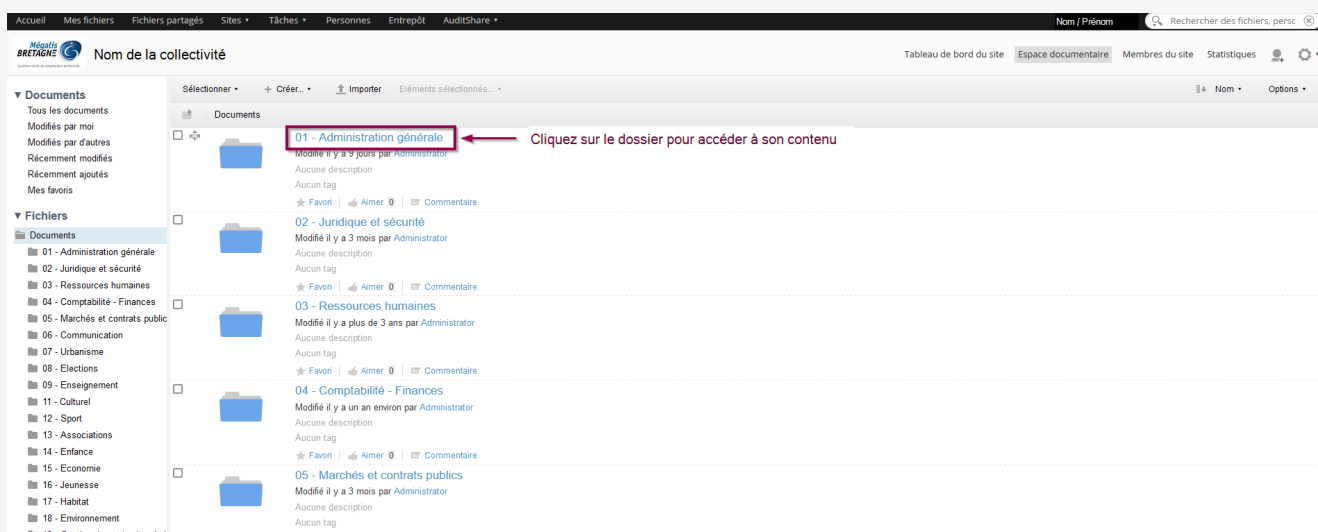 Accueil Mes fichiers Fichiers partagés Sites Tâches Personnes Entrepôt AuditShare Nom / Prénom Rechercher des fichiers, persc
Mégalis
BRETAGNE
Nom de la collectivité Tableau de bord du site Espace documentaire Membres du site Statistiques
Documents
Tous les documents
Modifiés par moi
Modifiés par d'autres
Récemment modifiés
Récemment ajoutés
Mes favoris
Fichiers
Documents
01 - Administration générale
02 - Juridique et sécurité
03 - Ressources humaines
04 - Comptabilité - Finances
05 - Marchés et contrats public
06 - Communication
07 - Urbanisme
08 - Elections
09 - Enseignement
11 - Culturel
12 - Sport
13 - Associations
14 - Enfance
15 - Economie
16 - Jeunesse
17 - Habitat
18 - Environnement
Sélectionner + Créer... Importer Eléments sélectionnés... Nom Options
Documents
01 - Administration générale Cliquez sur le dossier pour accéder à son contenu
Modifié il y a 9 jours par Administrator
Aucune description
Aucun tag
Favori Aimer 0 Commentaire
02 - Juridique et sécurité
Modifié il y a 3 mois par Administrator
Aucune description
Aucun tag
Favori Aimer 0 Commentaire
03 - Ressources humaines
Modifié il y a plus de 3 ans par Administrator
Aucune description
Aucun tag
Favori Aimer 0 Commentaire
04 - Comptabilité - Finances
Modifié il y a un an environ par Administrator
Aucune description
Aucun tag
Favori Aimer 0 Commentaire
05 - Marchés et contrats publics
Modifié il y a 3 mois par Administrator
Aucune description
Aucun tag